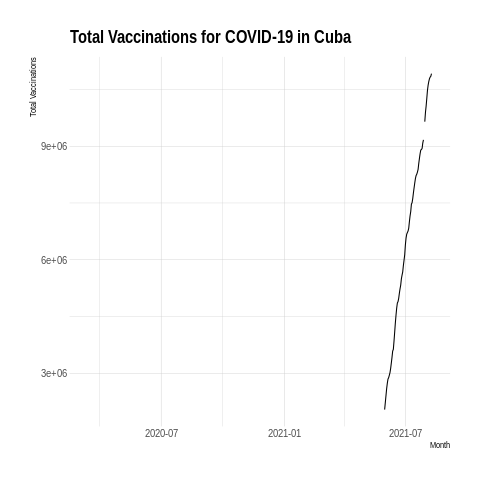 Total Vaccinations for COVID-19 in Cuba
Total Vaccinations
9e+06
6e+06
3e+06
2020-07 2021-01 2021-07
Month